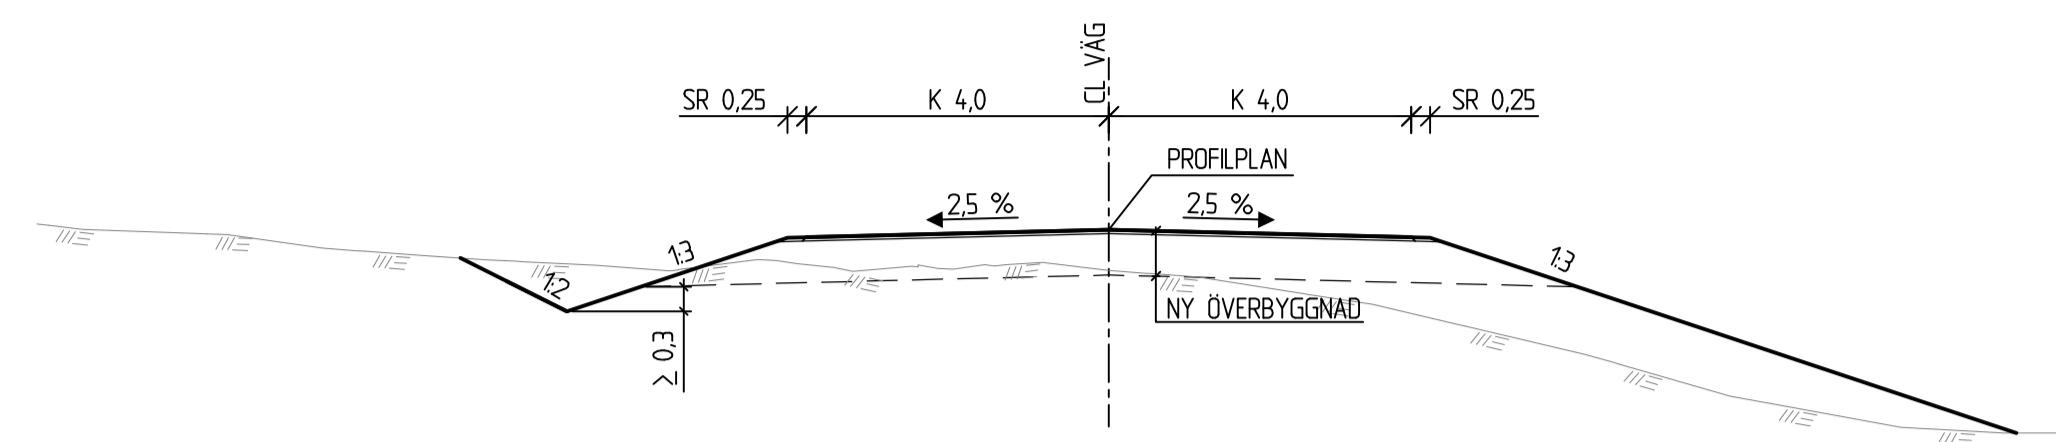 CL VÄG
SR 0,25
K 4,0
K 4,0
SR 0,25
PROFILPLAN
2,5 %
2,5 %
1:3
1:3
1:2
NY ÖVERBYGGNAD
≥ 0,3